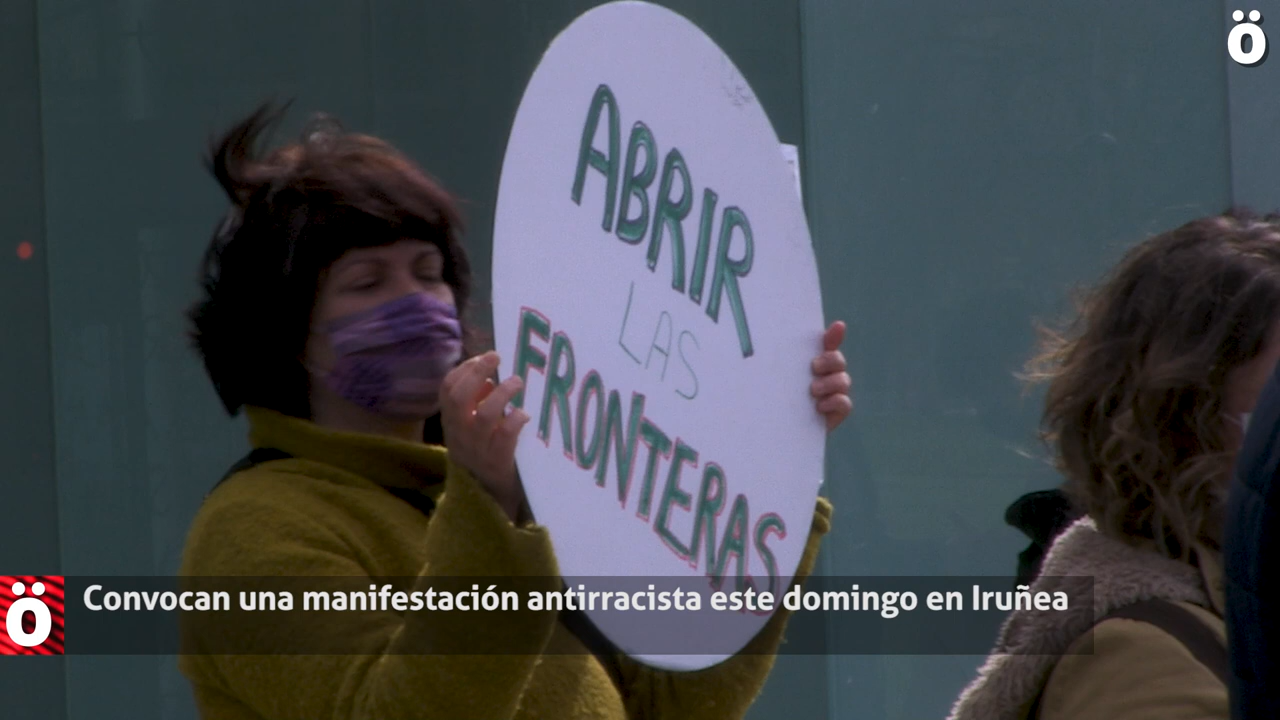 ö
ABRIR
LAS
FRONTERAS
ö
Convocan una manifestación antirracista este domingo en Iruñea